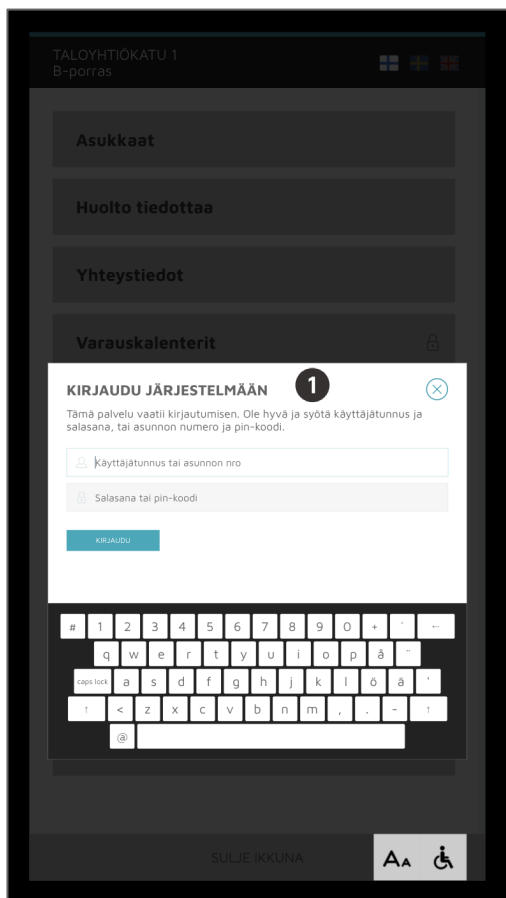 TALOYHTIÖKATU 1
B-porras
Asukkaat
Huolto tiedottaa
Yhteystiedot
Varauskalenterit
KIRJAUDU JÄRJESTELMÄÄN 1
Tämä palvelu vaatii kirjautumisen. Ole hyvä ja syötä käyttäjätunnus ja
salasana, tai asunnon numero ja pin-koodi.
Käyttäjätunnus tai asunnon nro
Salasana tai pin-koodi
KIRJAUDU
# 1 2 3 4 5 6 7 8 9 0 + ´ ←
q w e r t y u i o p å ¨
caps lock a s d f g h j k l ö ä '
↑ < z x c v b n m , . - ↑
@
SULJE IKKUNA
AA